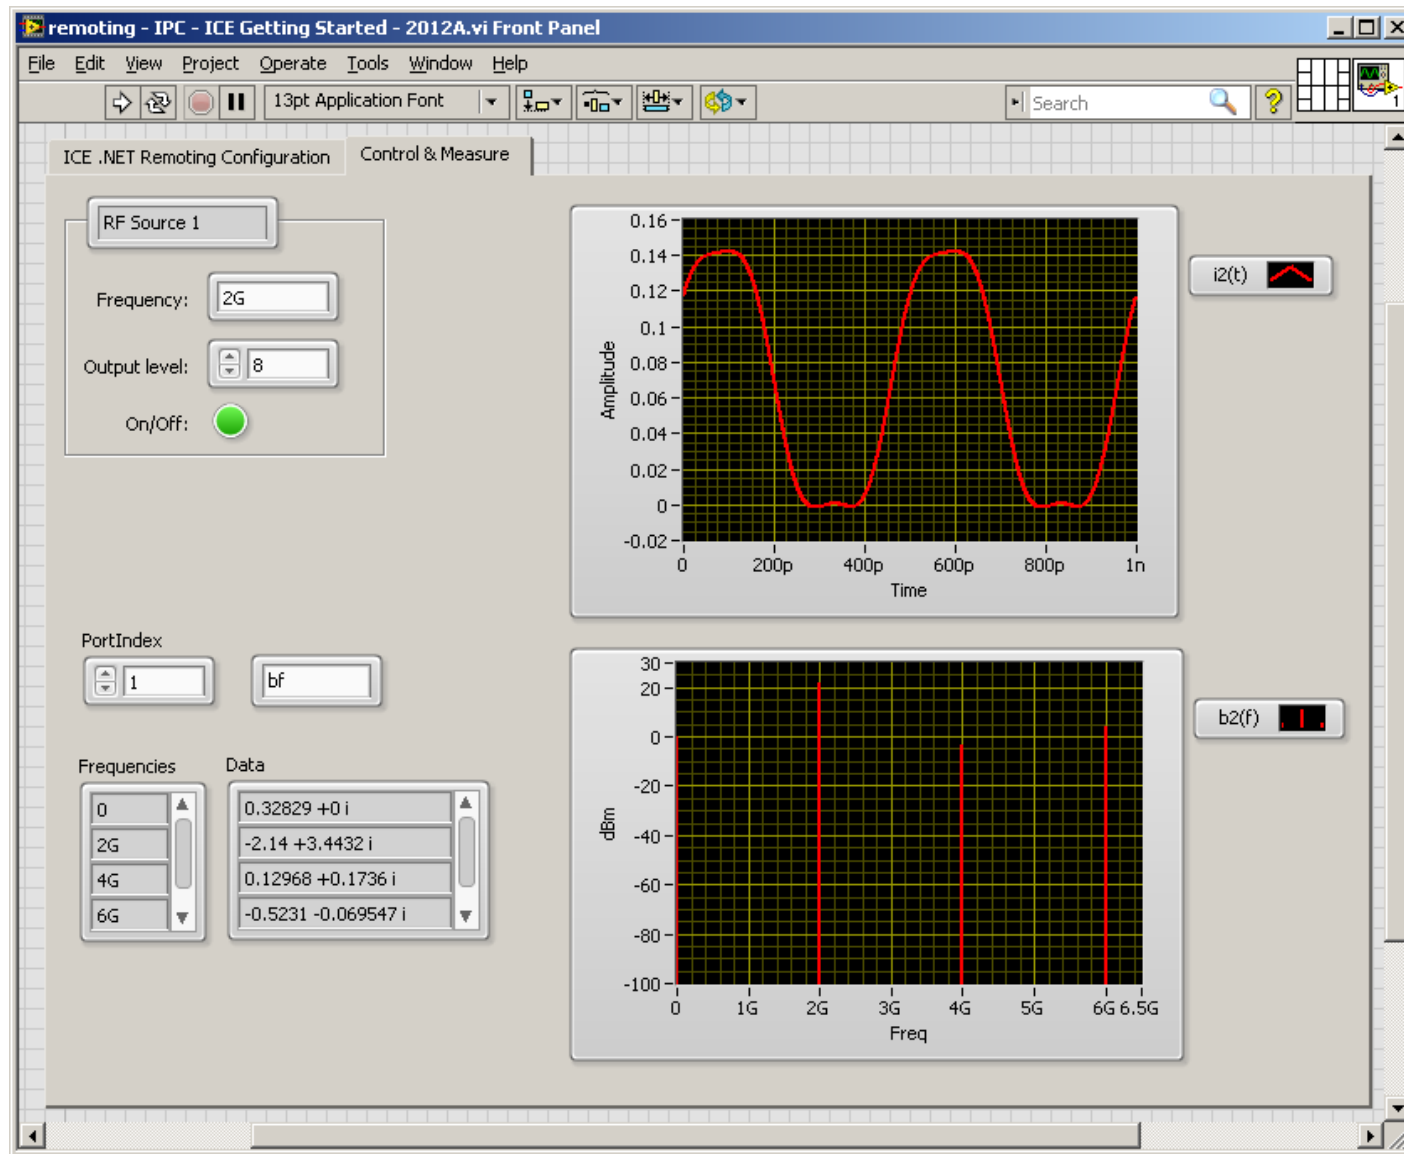 remoting - IPC - ICE Getting Started - 2012A.vi Front Panel
File Edit View Project Operate Tools Window Help
13pt Application Font
Search
1
ICE .NET Remoting Configuration
Control & Measure
RF Source 1
Frequency: 2G
Output level: 8
On/Off:
0.16
0.14
0.12
0.1
0.08
0.06
0.04
0.02
0
-0.02
Amplitude
0 200p 400p 600p 800p 1n
Time
i2(t)
PortIndex
1
bf
Frequencies
0
2G
4G
6G
Data
0.32829 +0 i
-2.14 +3.4432 i
0.12968 +0.1736 i
-0.5231 -0.069547 i
30
20
0
-20
-40
-60
-80
-100
dBm
0 1G 2G 3G 4G 5G 6G 6.5G
Freq
b2(f)